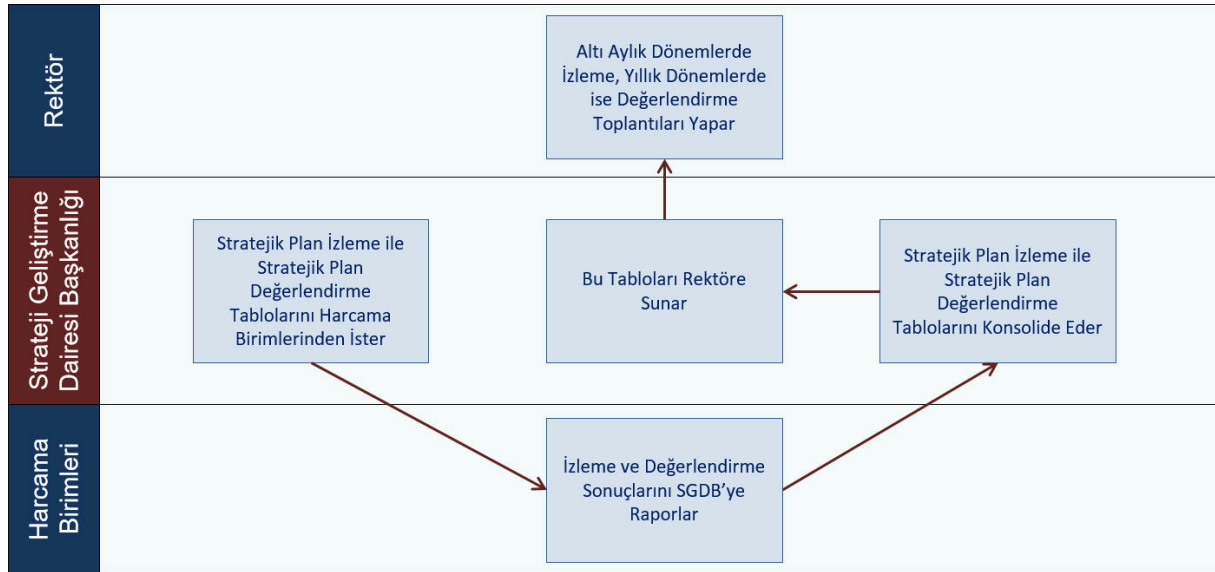 Rektör
Altı Aylık Dönemlerde
İzleme, Yıllık Dönemlerde
ise Değerlendirme
Toplantıları Yapar
Strateji Geliştirme
Dairesi Başkanlığı
Stratejik Plan İzleme ile
Stratejik Plan
Değerlendirme
Tablolarını Harcama
Birimlerinden İster
Bu Tabloları Rektöre
Sunar
Stratejik Plan İzleme ile
Stratejik Plan
Değerlendirme
Tablolarını Konsolide Eder
Harcama
Birimleri
İzleme ve Değerlendirme
Sonuçlarını SGDB’ye
Raporlar